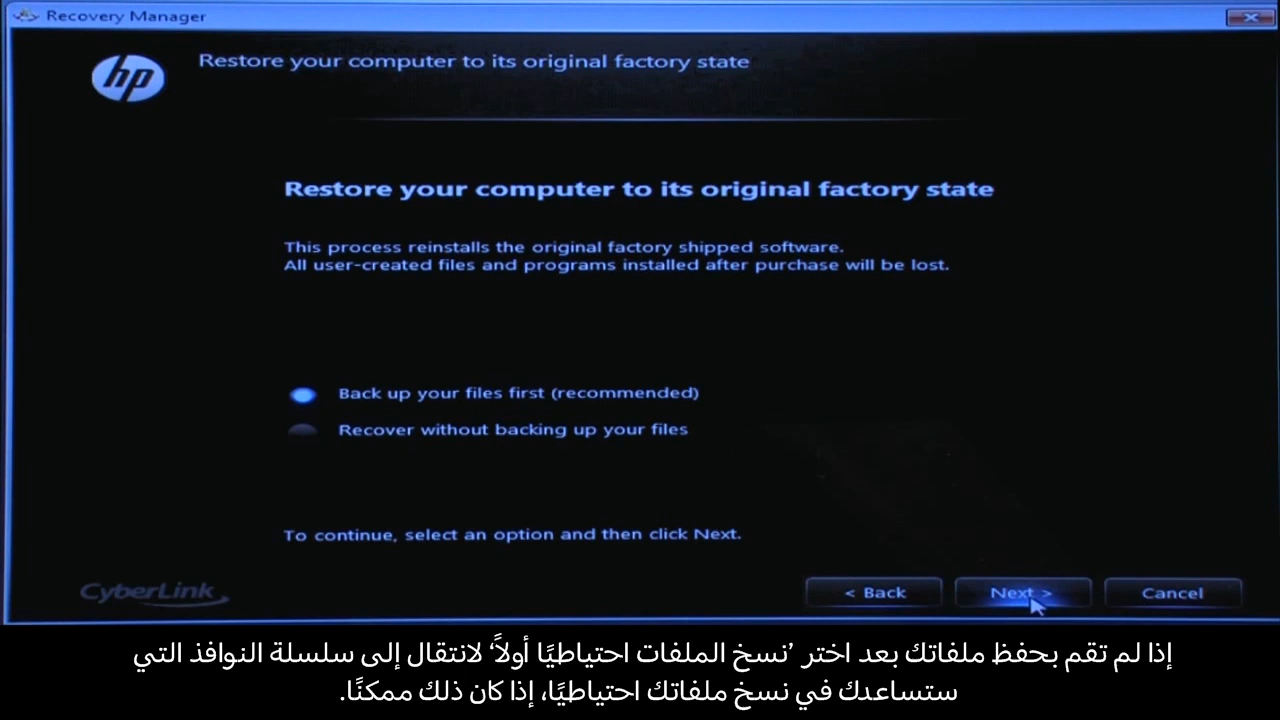 Recovery Manager
hp
Restore your computer to its original factory state
Restore your computer to its original factory state
This process reinstalls the original factory shipped software.
All user-created files and programs installed after purchase will be lost.
Back up your files first (recommended)
Recover without backing up your files
To continue, select an option and then click Next.
CyberLink
< Back
Next >
Cancel
إذا لم تقم بحفظ ملفاتك بعد اختر ’نسخ الملفات احتياطيًا أولاً‘ لانتقال إلى سلسلة النوافذ التي
ستساعدك في نسخ ملفاتك احتياطيًا، إذا كان ذلك ممكنًا.